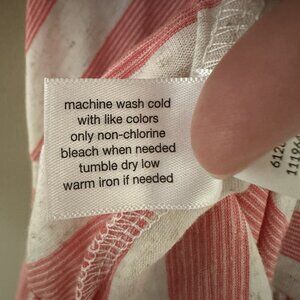 machine wash cold
with like colors
only non-chlorine
bleach when needed
tumble dry low
warm iron if needed